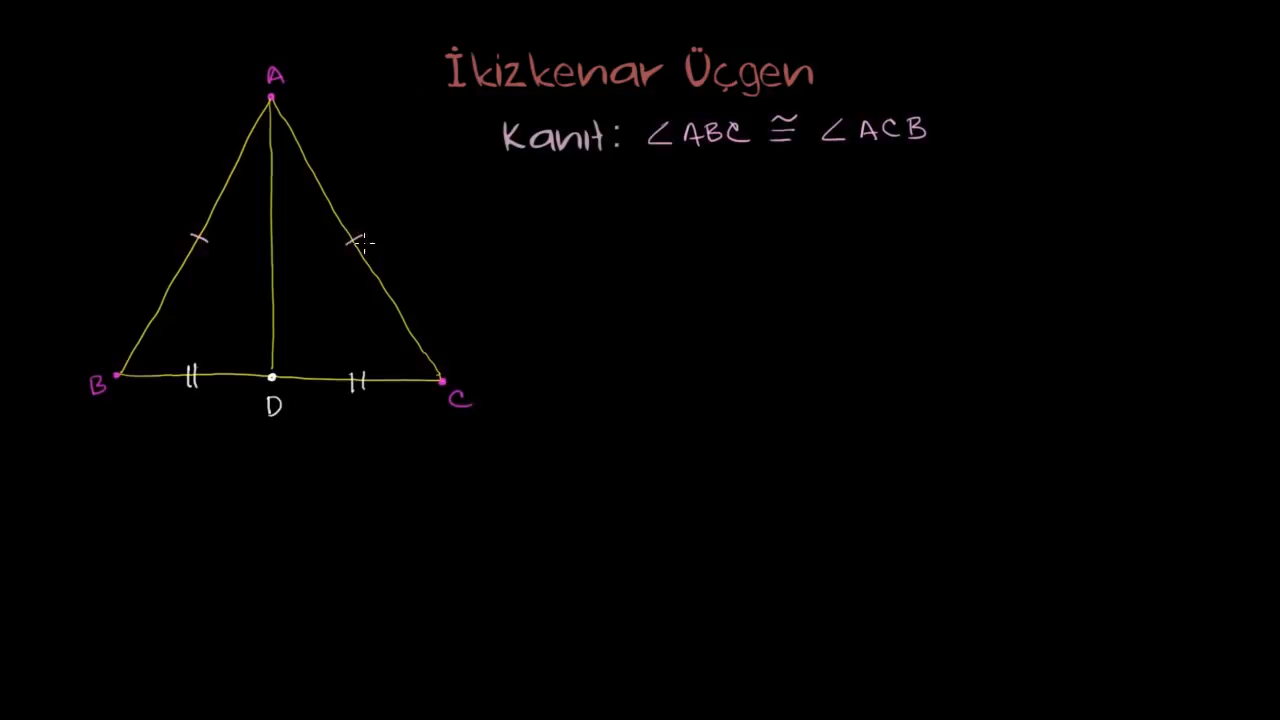 İkizkenar Üçgen
Kanıt: ∠ABC ≅ ∠ACB
A
B
D
C